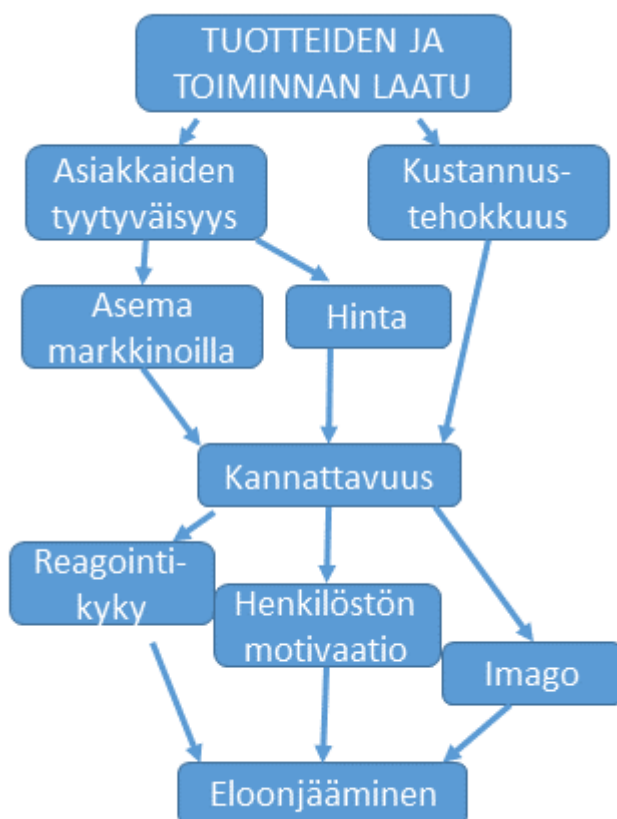 TUOTTEIDEN JA
TOIMINNAN LAATU
Asiakkaiden
tyytyväisyys
Kustannus-
tehokkuus
Asema
markkinoilla
Hinta
Kannattavuus
Reagointi-
kyky
Henkilöstön
motivaatio
Imago
Eloonjääminen